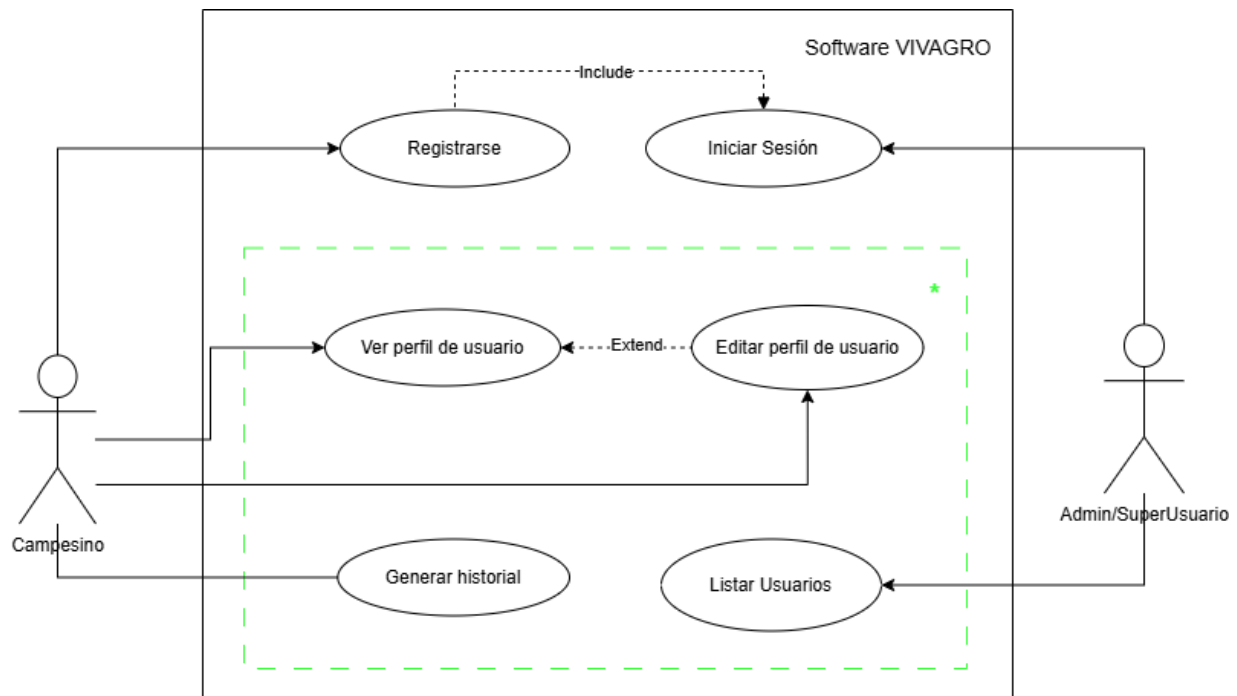 Software VIVAGRO
Include
Registrarse
Iniciar Sesión
*
Ver perfil de usuario
Extend
Editar perfil de usuario
Campesino
Admin/SuperUsuario
Generar historial
Listar Usuarios